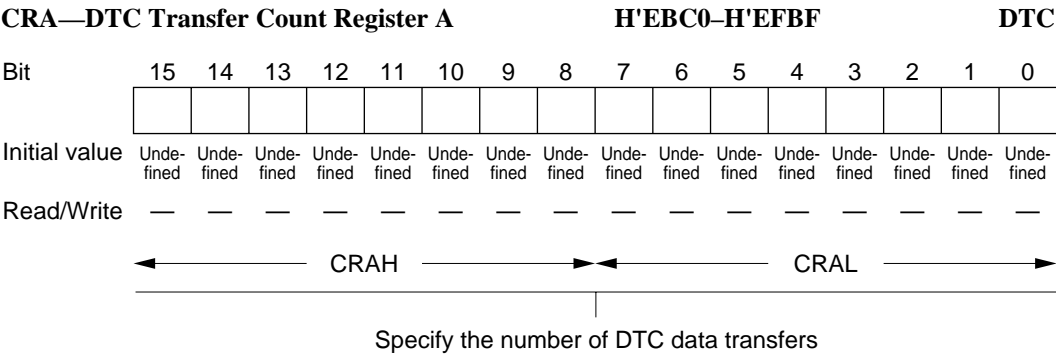 CRA—DTC Transfer Count Register A H'EBC0–H'EFBF DTC
Bit 15 14 13 12 11 10 9 8 7 6 5 4 3 2 1 0
Initial value Unde- Unde- Unde- Unde- Unde- Unde- Unde- Unde- Unde- Unde- Unde- Unde- Unde- Unde- Unde- Unde-
fined fined fined fined fined fined fined fined fined fined fined fined fined fined fined fined
Read/Write — — — — — — — — — — — — — — — —
CRAH CRAL
Specify the number of DTC data transfers